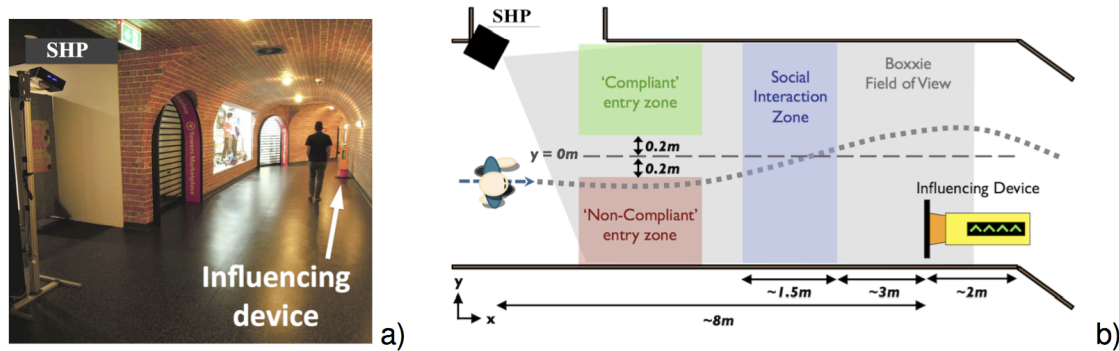 SHP
Influencing
device
a)
SHP
'Compliant'
entry zone
Social
Interaction
Zone
Boxxie
Field of View
0.2m
y = 0m
0.2m
'Non-Compliant'
entry zone
Influencing Device
~1.5m
~3m
~2m
y
x
~8m
b)